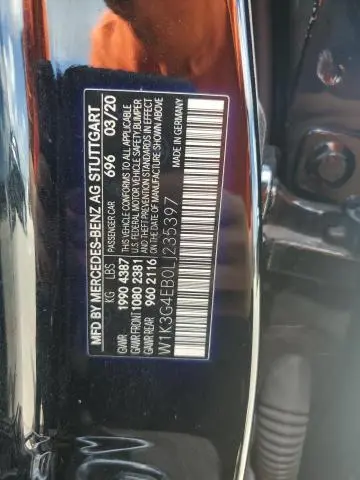 MFD BY MERCEDES-BENZ AG STUTTGART
PASSENGER CAR 696 03/20
KG LBS
GVWR 1990 4387
GAWR FRONT 1080 2381
GAWR REAR 960 2116
THIS VEHICLE CONFORMS TO ALL APPLICABLE
U.S. FEDERAL MOTOR VEHICLE SAFETY, BUMPER
AND THEFT PREVENTION STANDARDS IN EFFECT
ON THE DATE OF MANUFACTURE SHOWN ABOVE
MADE IN GERMANY
W1K3G4EB0LJ235397